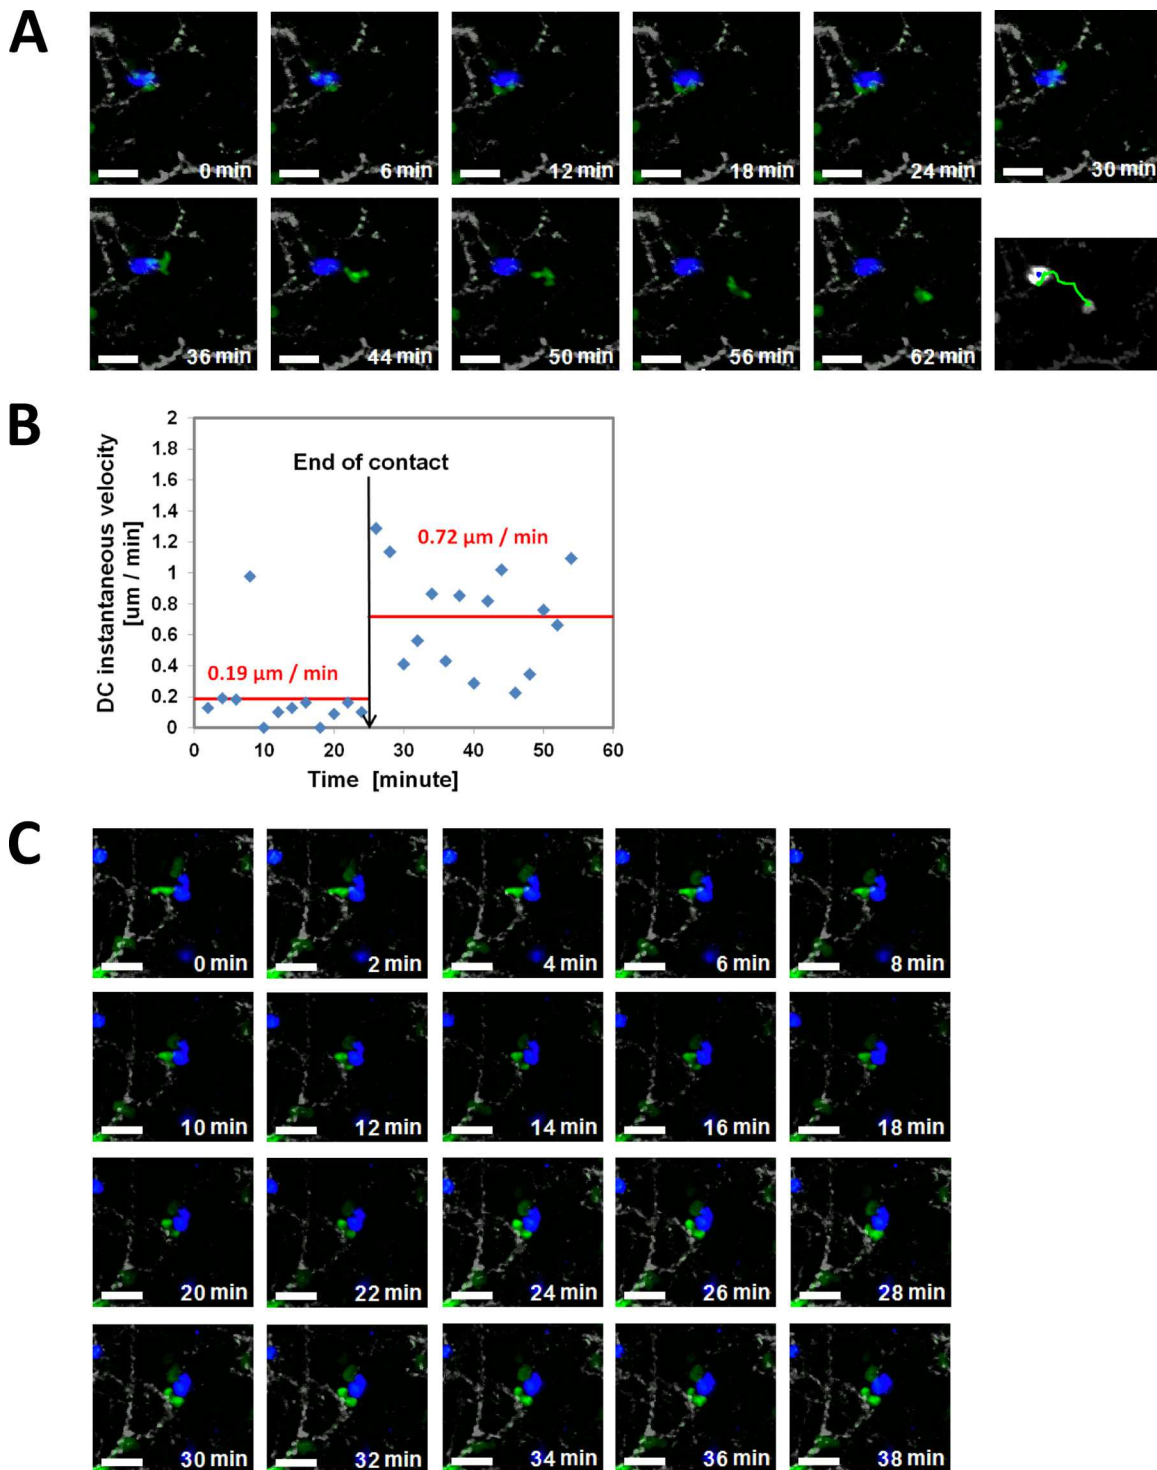 A
0 min
6 min
12 min
18 min
24 min
30 min
36 min
44 min
50 min
56 min
62 min
B
DC instantaneous velocity
[um / min]
2
1.8
1.6
1.4
1.2
1
0.8
0.6
0.4
0.2
0
End of contact
0.72 µm / min
0.19 µm / min
0 10 20 30 40 50 60
Time [minute]
C
0 min
2 min
4 min
6 min
8 min
10 min
12 min
14 min
16 min
18 min
20 min
22 min
24 min
26 min
28 min
30 min
32 min
34 min
36 min
38 min